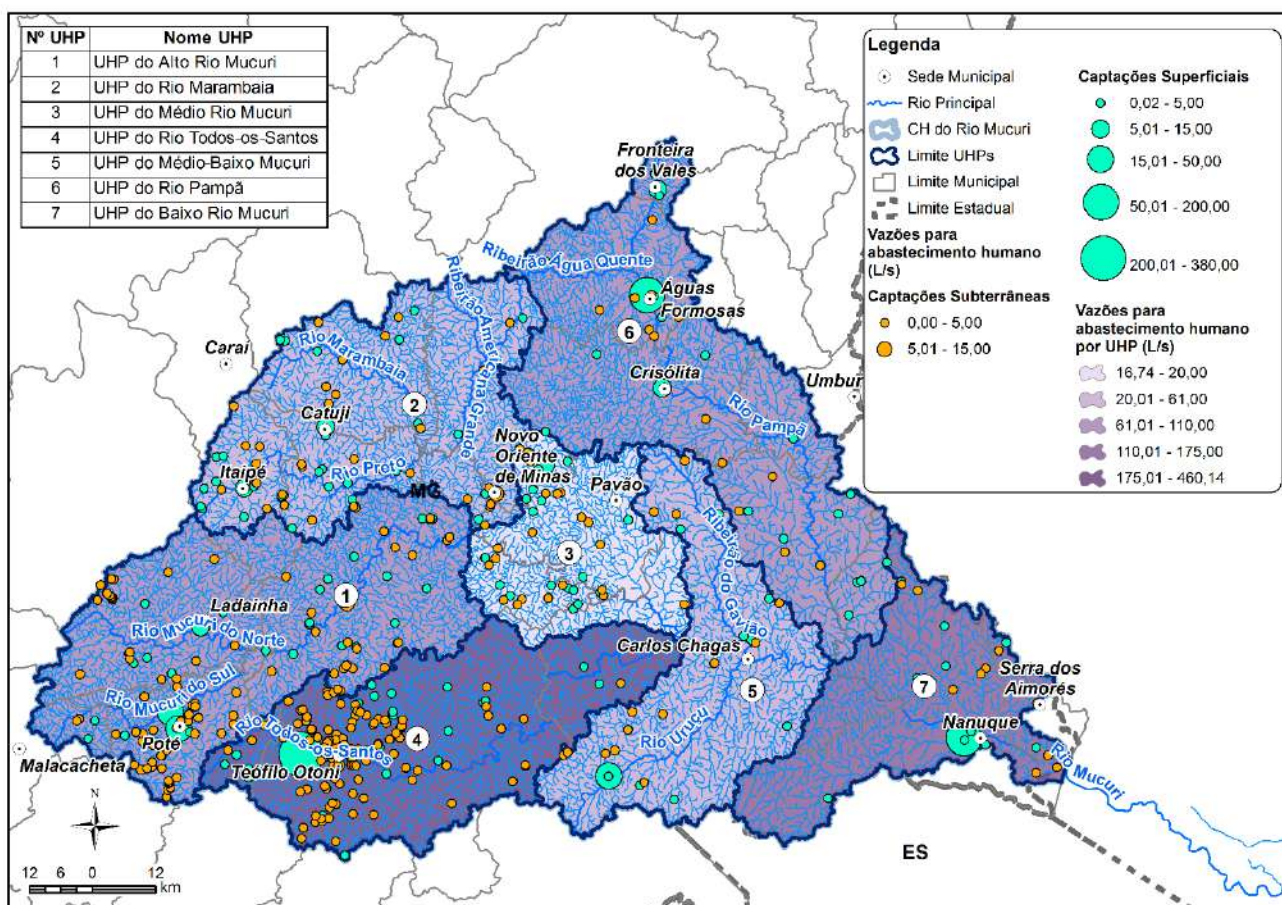 Nº UHP Nome UHP
1 UHP do Alto Rio Mucuri
2 UHP do Rio Marambaia
3 UHP do Médio Rio Mucuri
4 UHP do Rio Todos-os-Santos
5 UHP do Médio-Baixo Mucuri
6 UHP do Rio Pampã
7 UHP do Baixo Rio Mucuri
Legenda
Sede Municipal
Rio Principal
CH do Rio Mucuri
Limite UHPs
Limite Municipal
Limite Estadual
Vazões para
abastecimento humano
(L/s)
Captações Subterrâneas
0,00 - 5,00
5,01 - 15,00
Captações Superficiais
0,02 - 5,00
5,01 - 15,00
15,01 - 50,00
50,01 - 200,00
200,01 - 380,00
Vazões para
abastecimento humano
por UHP (L/s)
16,74 - 20,00
20,01 - 61,00
61,01 - 110,00
110,01 - 175,00
175,01 - 460,14
Fronteira
dos Vales
Ribeirão Água Quente
Ribeirão Americana Grande
Águas
Formosas
6
Caraí
Rio Marambaia
Crisólita
Umbur
2
Catuji
Rio Pampã
Novo
Oriente
de Minas
Itaipé
Rio Preto
MG
Pavão
Ribeirão do Gavião
3
1
Ladainha
Rio Mucuri do Norte
Carlos Chagas
Rio Mucuri do Sul
5
7
Serra dos
Aimorés
Poté
Rio Todos-os-Santos
4
Rio Urucu
Nanuque
Malacacheta
Teófilo Otoni
Rio Mucuri
N
ES
12 6 0 12
km